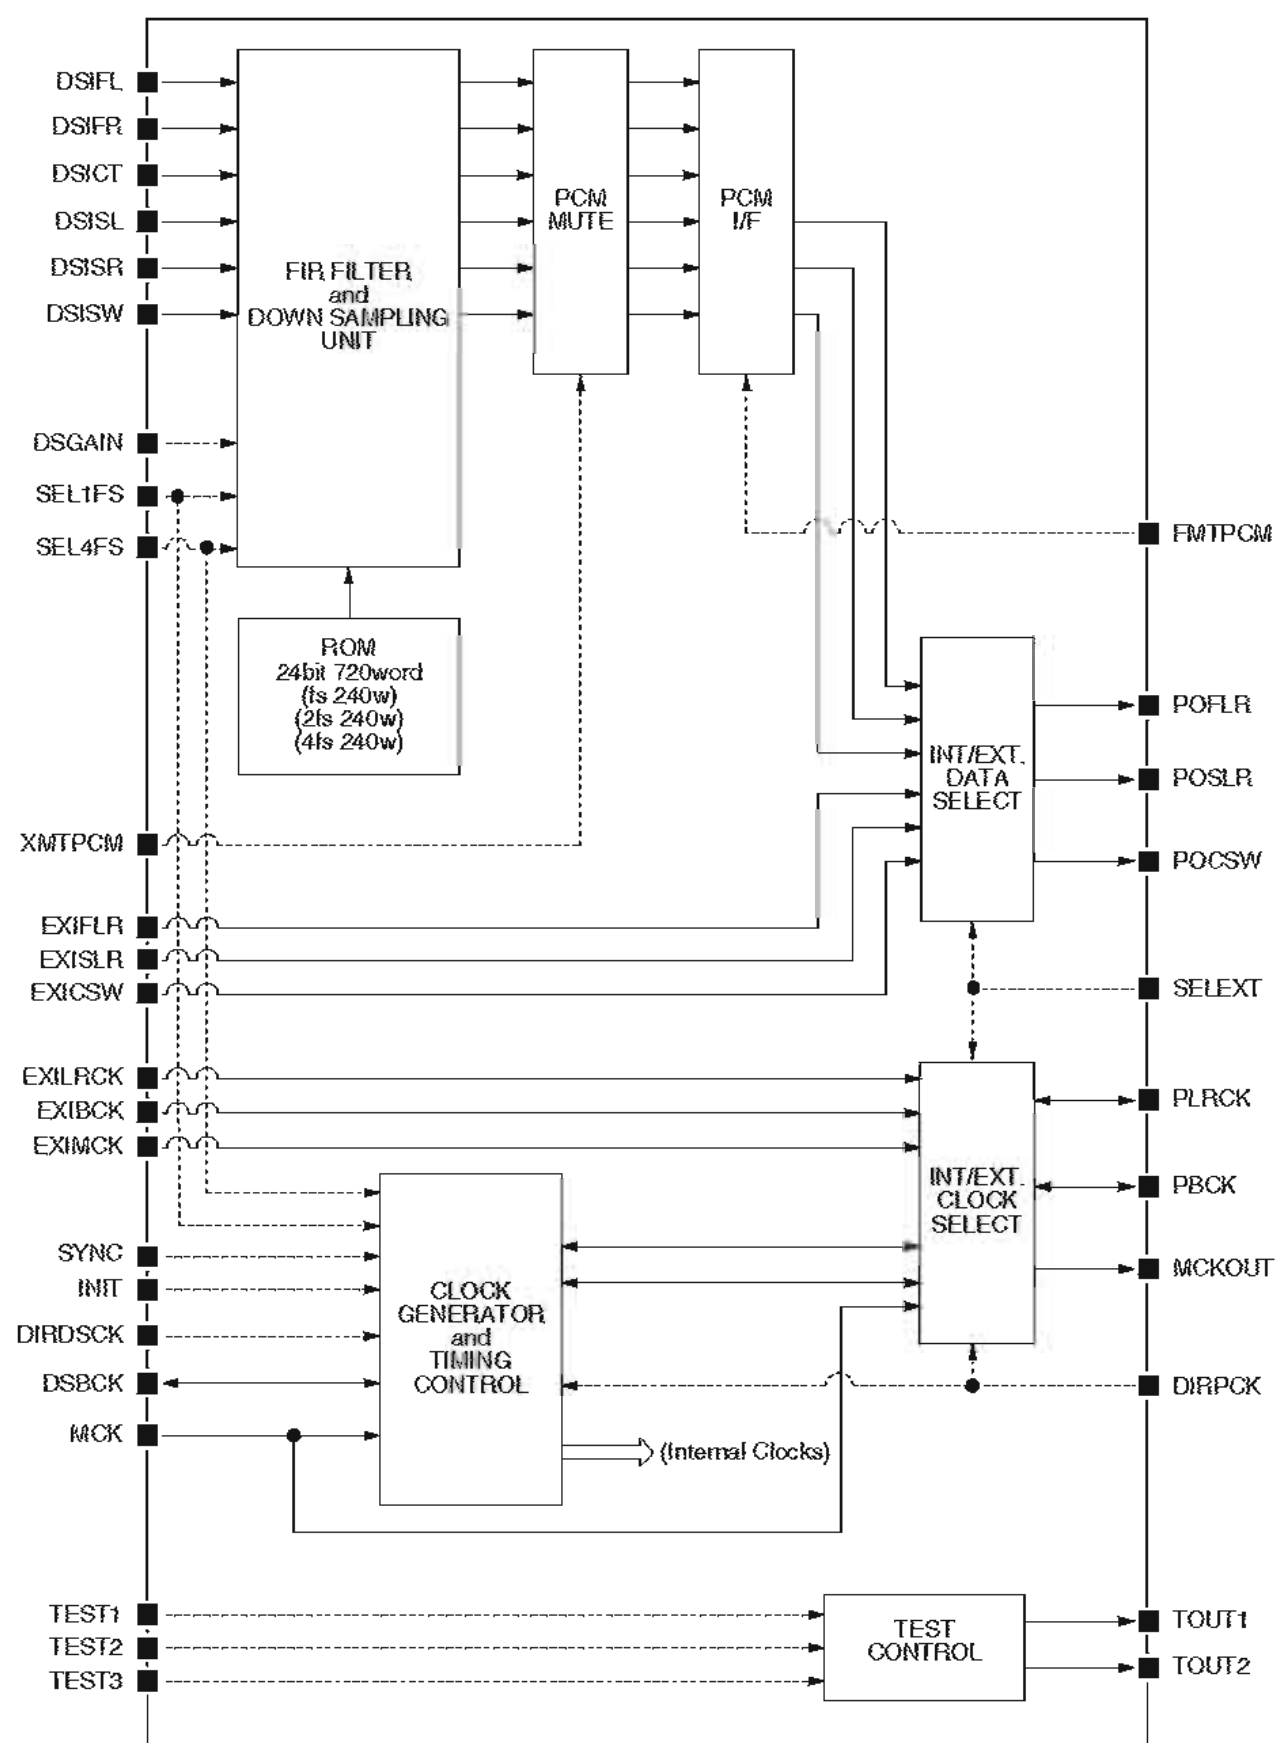 DSIFL
DSIFR
DSICT
DSISL
DSISR
DSISW
DSGAIN
SEL1FS
SEL4FS
FIR FILTER
and
DOWN SAMPLING
UNIT
PCM
MUTE
PCM
I/F
FMTPCM
ROM
24bit 720word
(fs 240w)
(2fs 240w)
(4fs 240w)
INT/EXT.
DATA
SELECT
POFLR
POSLR
POCSW
XMTPCM
EXIFLR
EXISLR
EXICSW
SELEXT
EXILRCK
EXIBCK
EXIMCK
INT/EXT.
CLOCK
SELECT
PLRCK
PBCK
MCKOUT
SYNC
INIT
DIRDSCK
DSBCK
MCK
CLOCK
GENERATOR
and
TIMING
CONTROL
DIRPCK
(Internal Clocks)
TEST1
TEST2
TEST3
TEST
CONTROL
TOUT1
TOUT2